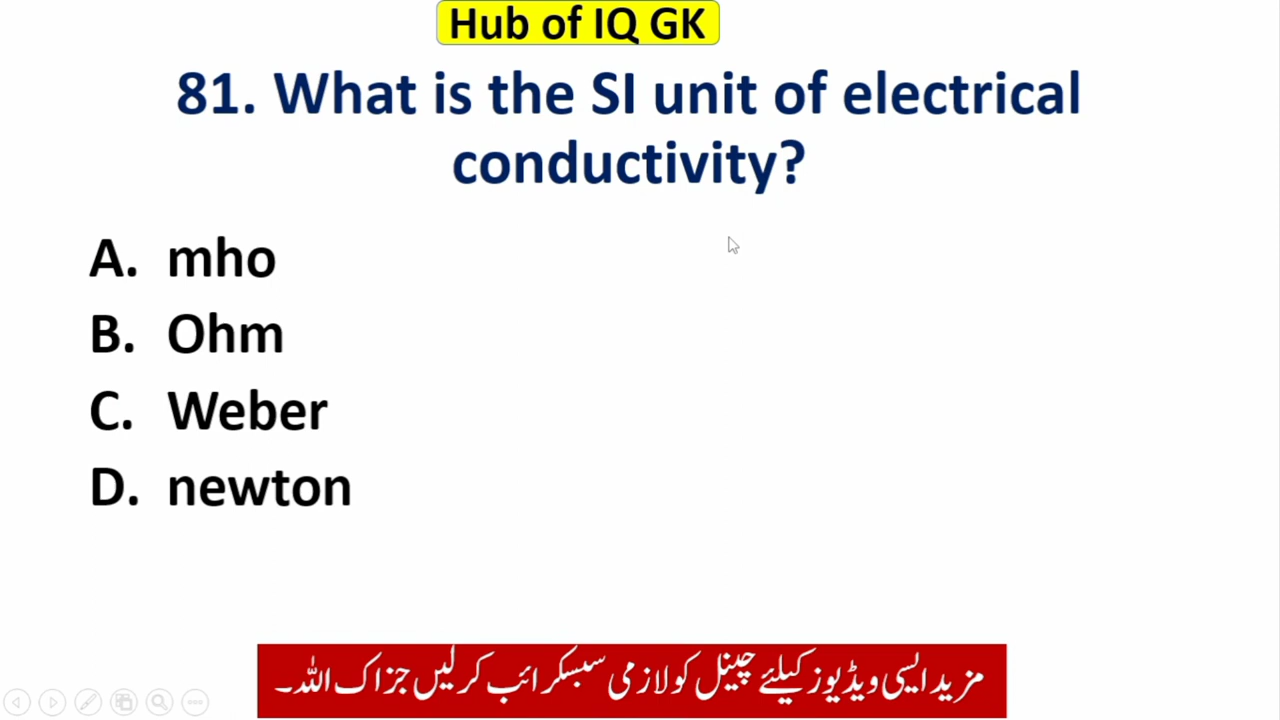 Hub of IQ GK
81. What is the SI unit of electrical
conductivity?
A. mho
B. Ohm
C. Weber
D. newton
مزید ایسی ویڈیوز کیلئے چینل کو لازمی سبسکرائب کر لیں جزاک اللہ۔